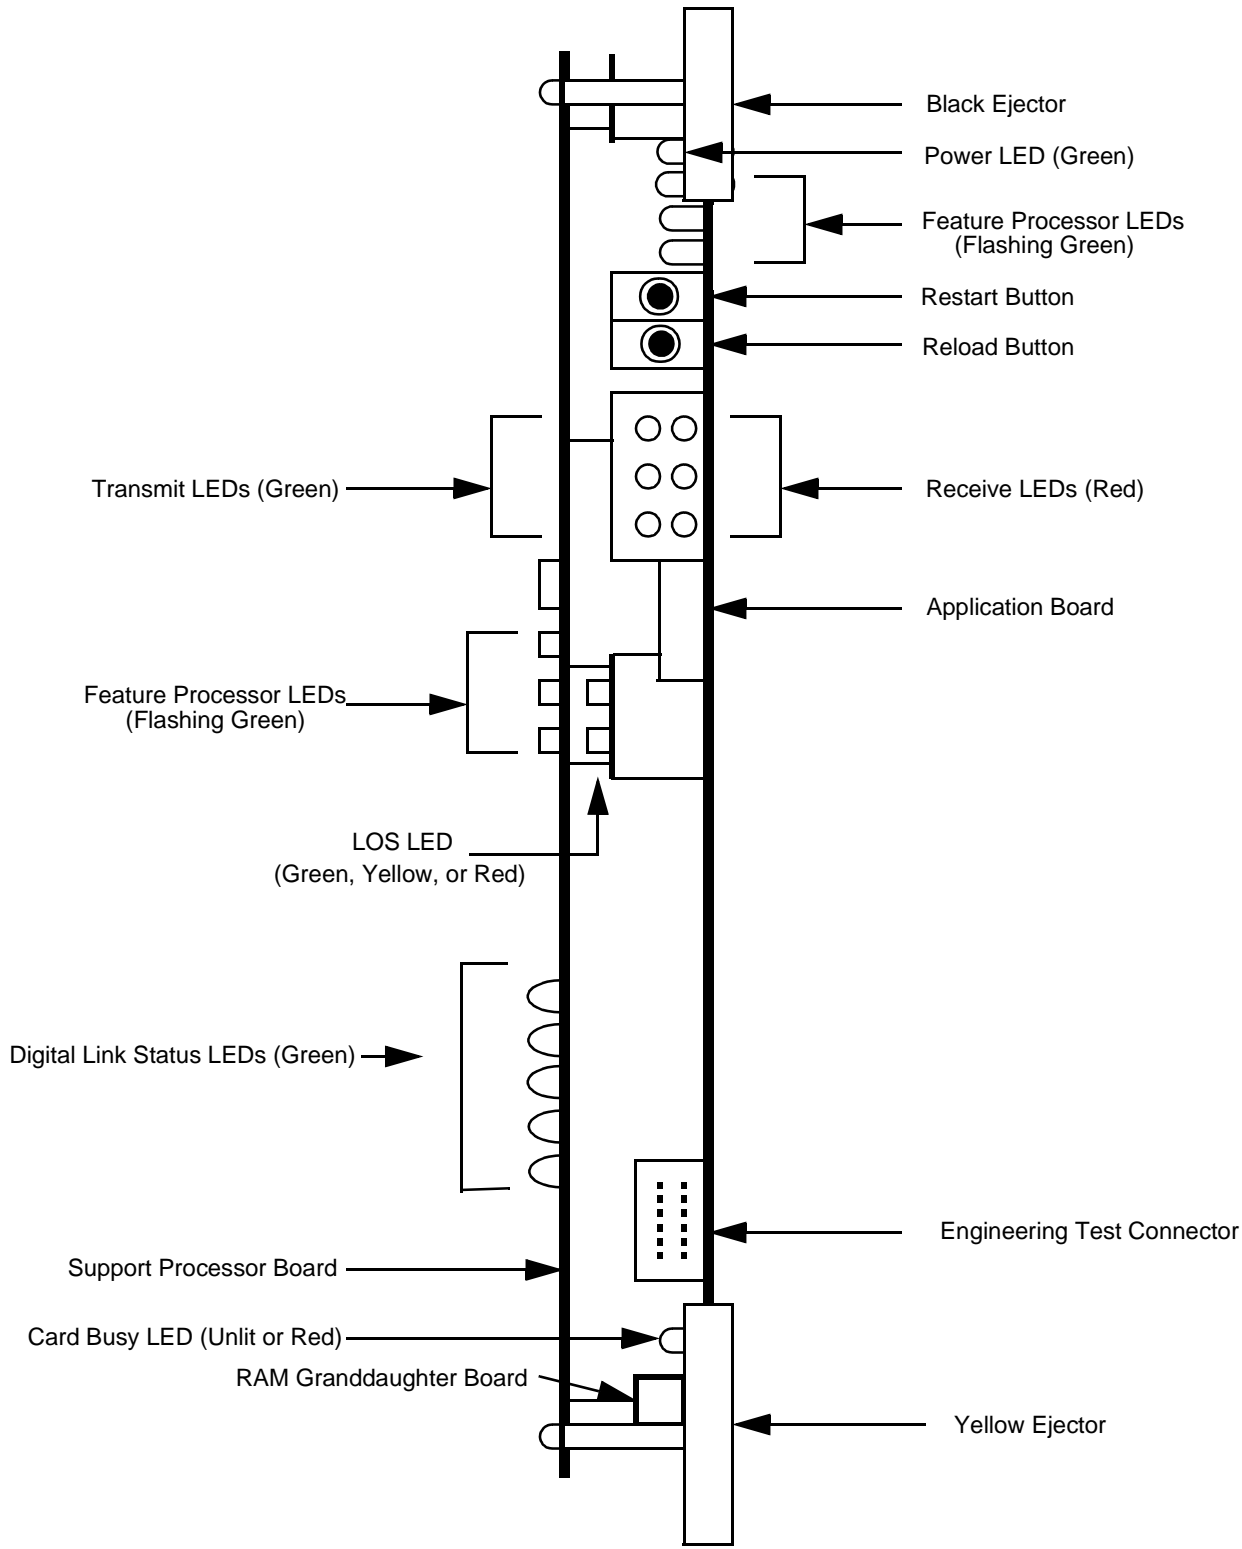 Black Ejector
Power LED (Green)
Feature Processor LEDs
(Flashing Green)
Restart Button
Reload Button
Transmit LEDs (Green)
Receive LEDs (Red)
Application Board
Feature Processor LEDs
(Flashing Green)
LOS LED
(Green, Yellow, or Red)
Digital Link Status LEDs (Green)
Engineering Test Connector
Support Processor Board
Card Busy LED (Unlit or Red)
RAM Granddaughter Board
Yellow Ejector